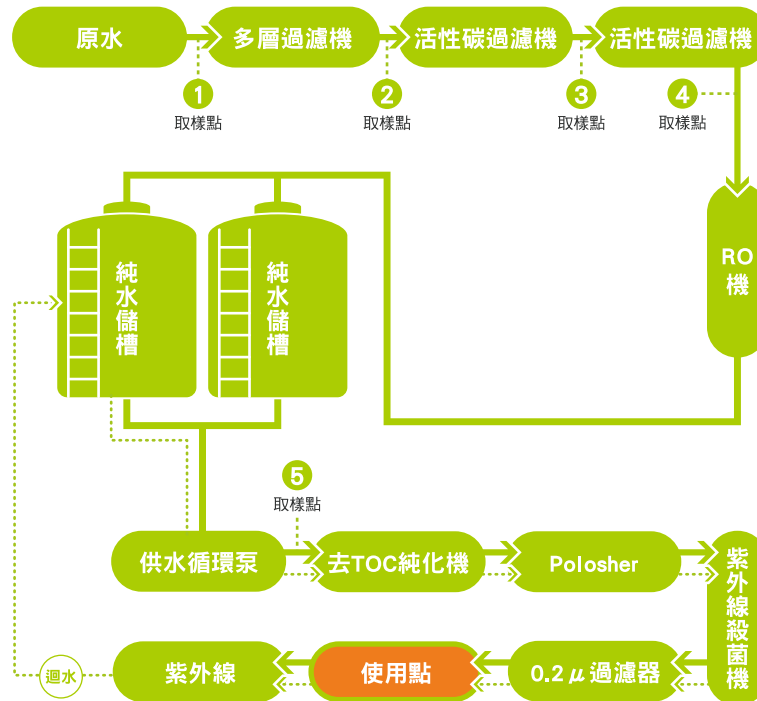 原水
多層過濾機
活性碳過濾機
活性碳過濾機
1
取樣點
2
取樣點
3
取樣點
4
取樣點
RO
機
純水儲槽
純水儲槽
5
取樣點
供水循環泵
去TOC純化機
Polosher
紫外線殺菌機
迴水
紫外線
使用點
0.2μ過濾器